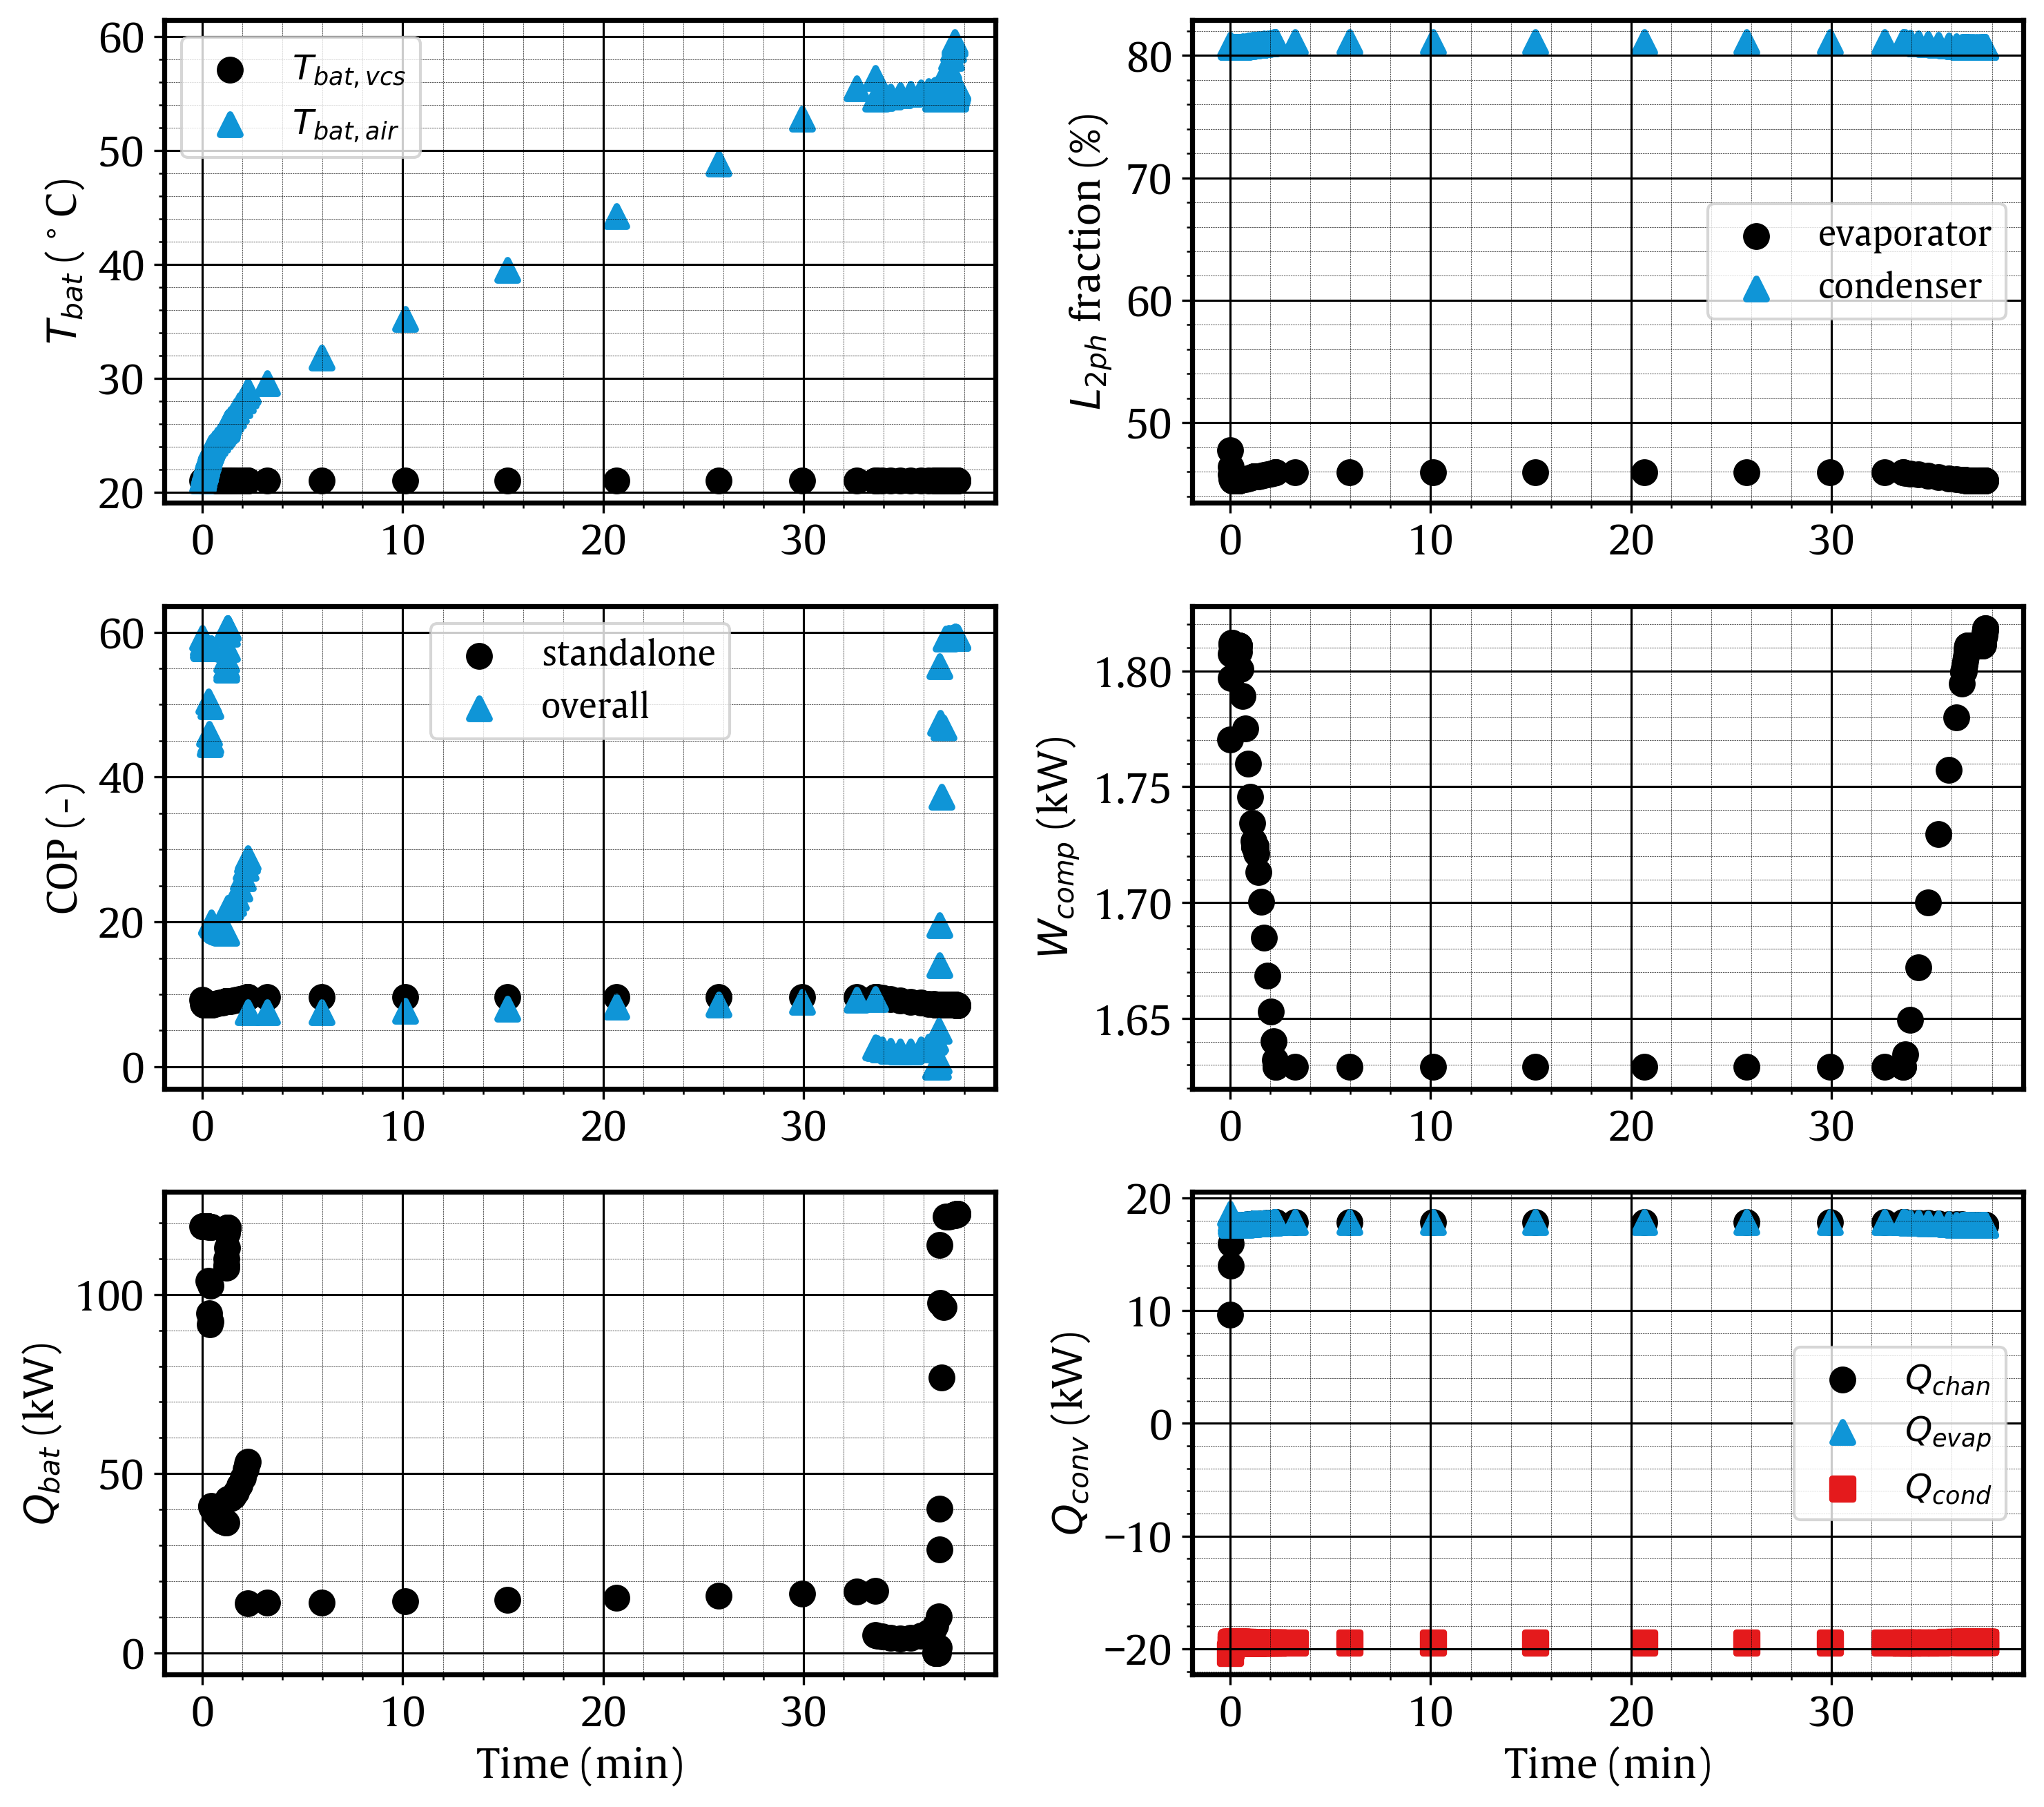 T_bat (°C)
60
50
40
30
20
T_bat,vcs
T_bat,air
0 10 20 30
L_2ph fraction (%)
80
70
60
50
evaporator
condenser
0 10 20 30
COP (-)
60
40
20
0
standalone
overall
0 10 20 30
W_comp (kW)
1.80
1.75
1.70
1.65
0 10 20 30
Q_bat (kW)
100
50
0
0 10 20 30
Time (min)
Q_conv (kW)
20
10
0
−10
−20
Q_chan
Q_evap
Q_cond
0 10 20 30
Time (min)